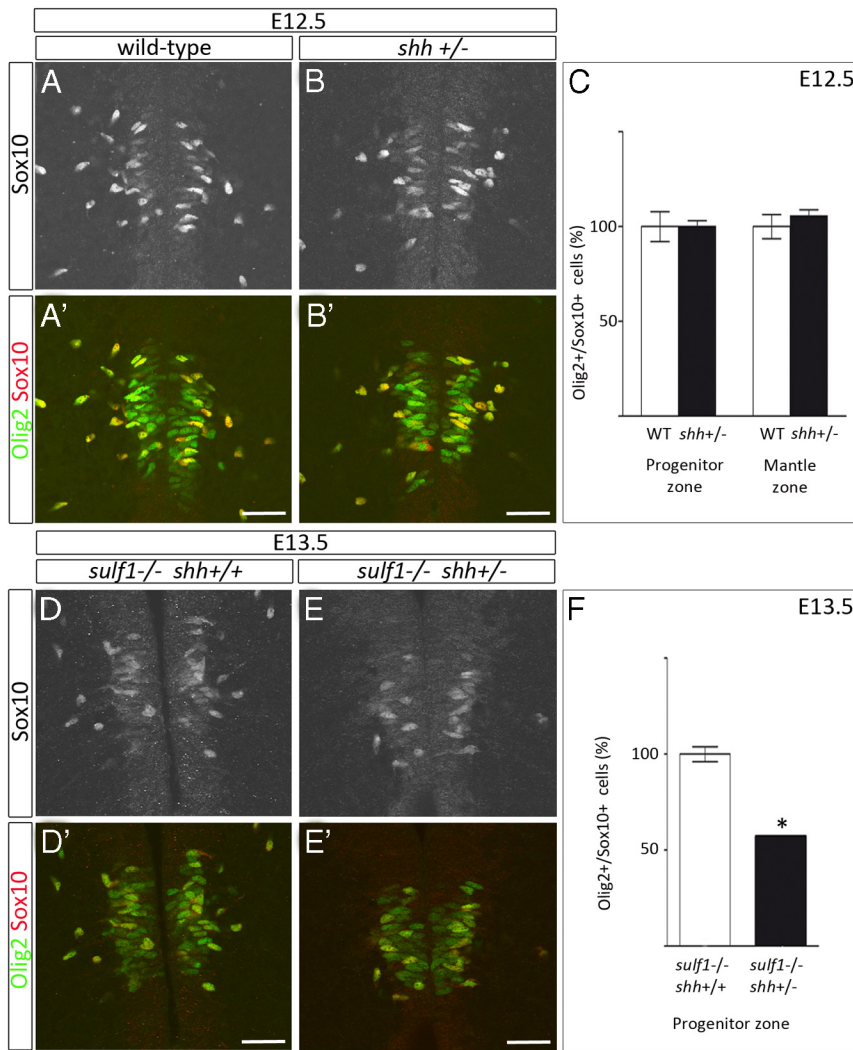 E12.5
wild-type
shh +/-
Sox10
A
B
Olig2 Sox10
A'
B'
C
E12.5
Olig2+/Sox10+ cells (%)
100
50
WT shh+/- WT shh+/-
Progenitor zone
Mantle zone
E13.5
sulf1-/- shh+/+
sulf1-/- shh+/-
Sox10
D
E
Olig2 Sox10
D'
E'
F
E13.5
Olig2+/Sox10+ cells (%)
100
50
*
sulf1-/- shh+/+
sulf1-/- shh+/-
Progenitor zone